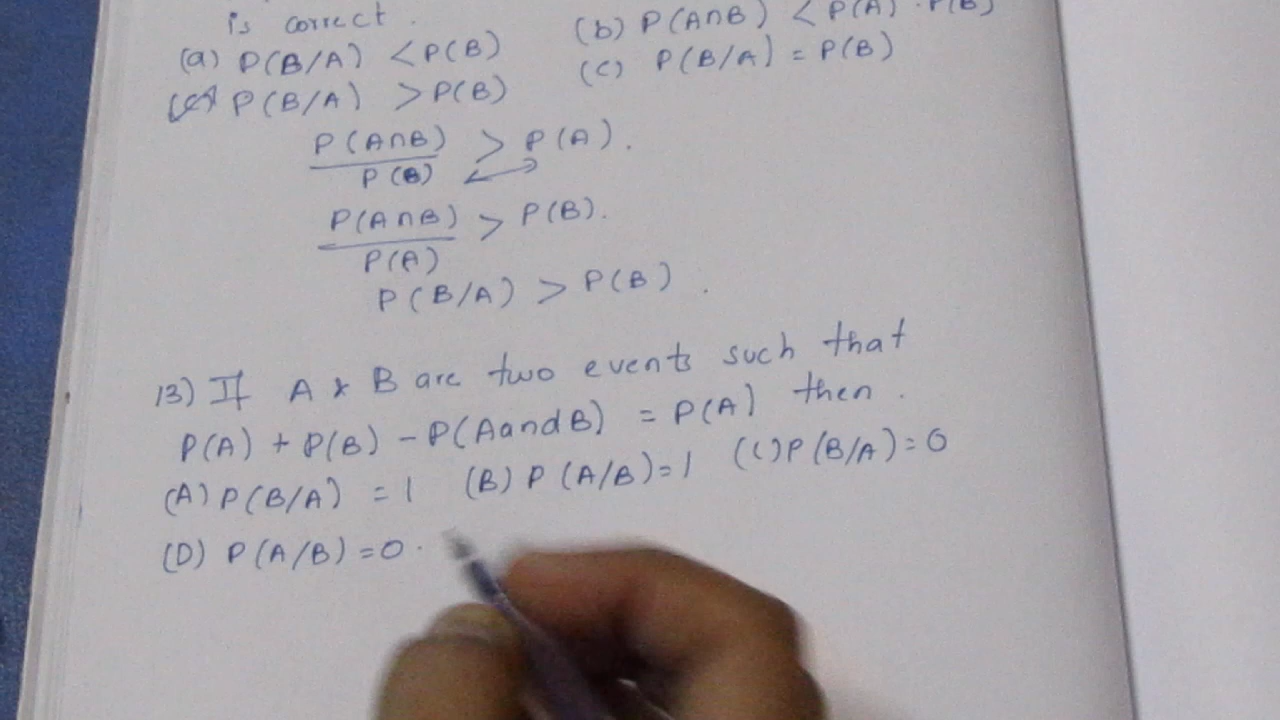 is correct.
(a) P(B/A) < P(B) (b) P(A∩B) < P(A) . P(B)
P(B/A) > P(B) (C) P(B/A) = P(B)
P(A∩B) / P(B) > P(A).
P(A∩B) / P(A) > P(B).
P(B/A) > P(B).
13) If A & B are two events such that
P(A) + P(B) - P(A and B) = P(A) then.
(A) P(B/A) = 1 (B) P(A/B) = 1 (C) P(B/A) = 0
(D) P(A/B) = 0.